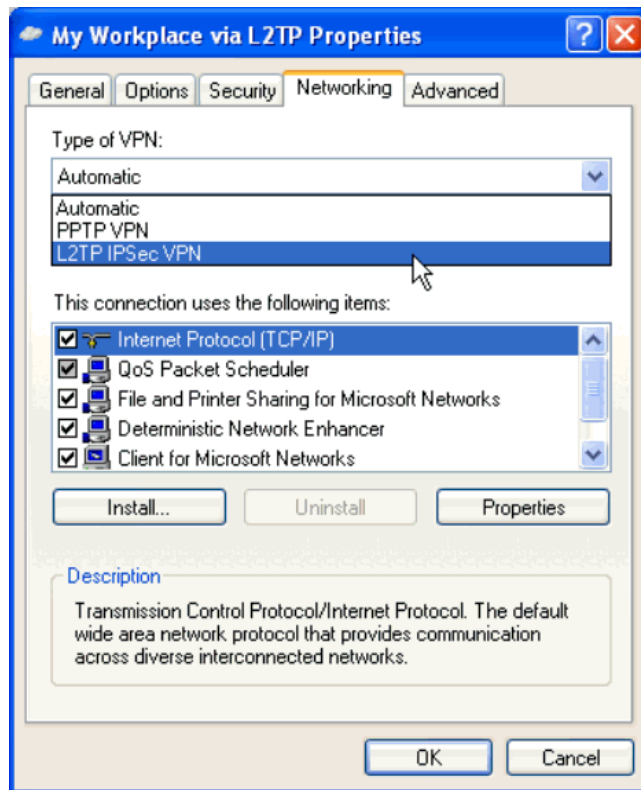 My Workplace via L2TP Properties
General Options Security Networking Advanced
Type of VPN:
Automatic
Automatic
PPTP VPN
L2TP IPSec VPN
This connection uses the following items:
Internet Protocol (TCP/IP)
QoS Packet Scheduler
File and Printer Sharing for Microsoft Networks
Deterministic Network Enhancer
Client for Microsoft Networks
Install... Uninstall Properties
Description
Transmission Control Protocol/Internet Protocol. The default
wide area network protocol that provides communication
across diverse interconnected networks.
OK Cancel